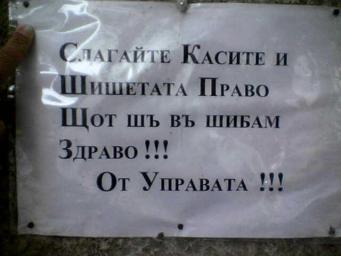 Слагайте Касите и
Шишетата Право
Щот шъ въ шибам
Здраво !!!
От Управата !!!